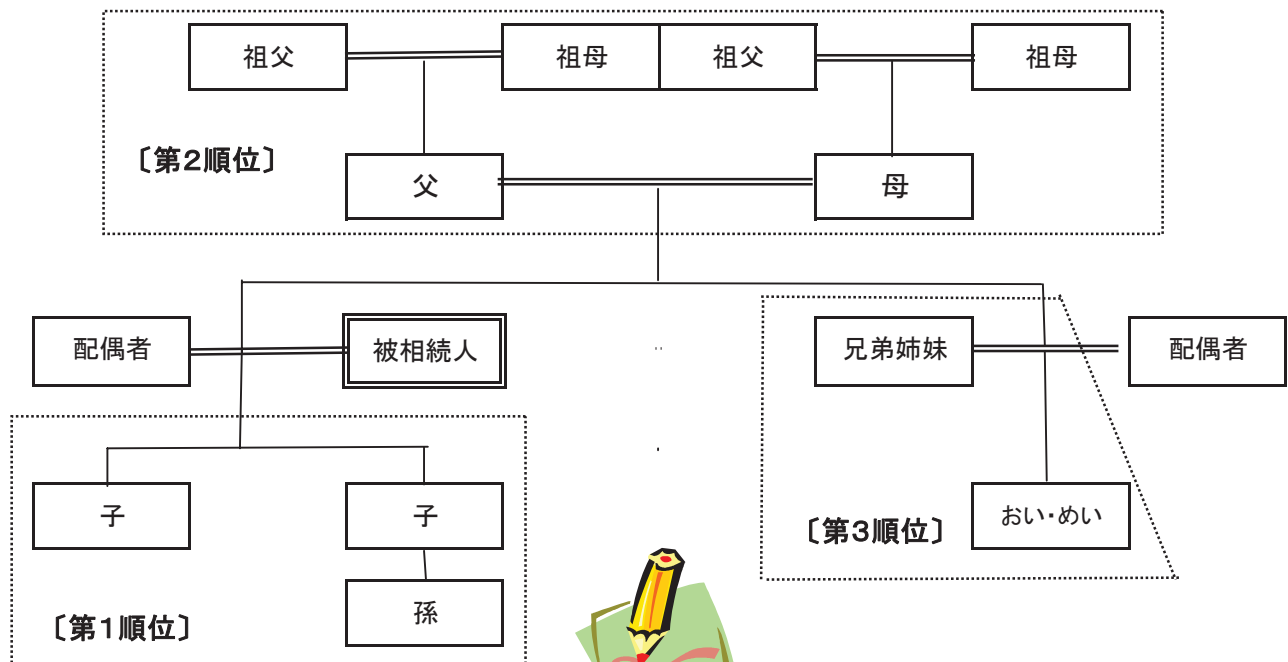 祖父
祖母
祖父
祖母
〔第2順位〕
父
母
配偶者
被相続人
兄弟姉妹
配偶者
子
子
おい・めい
〔第3順位〕
孫
〔第1順位〕